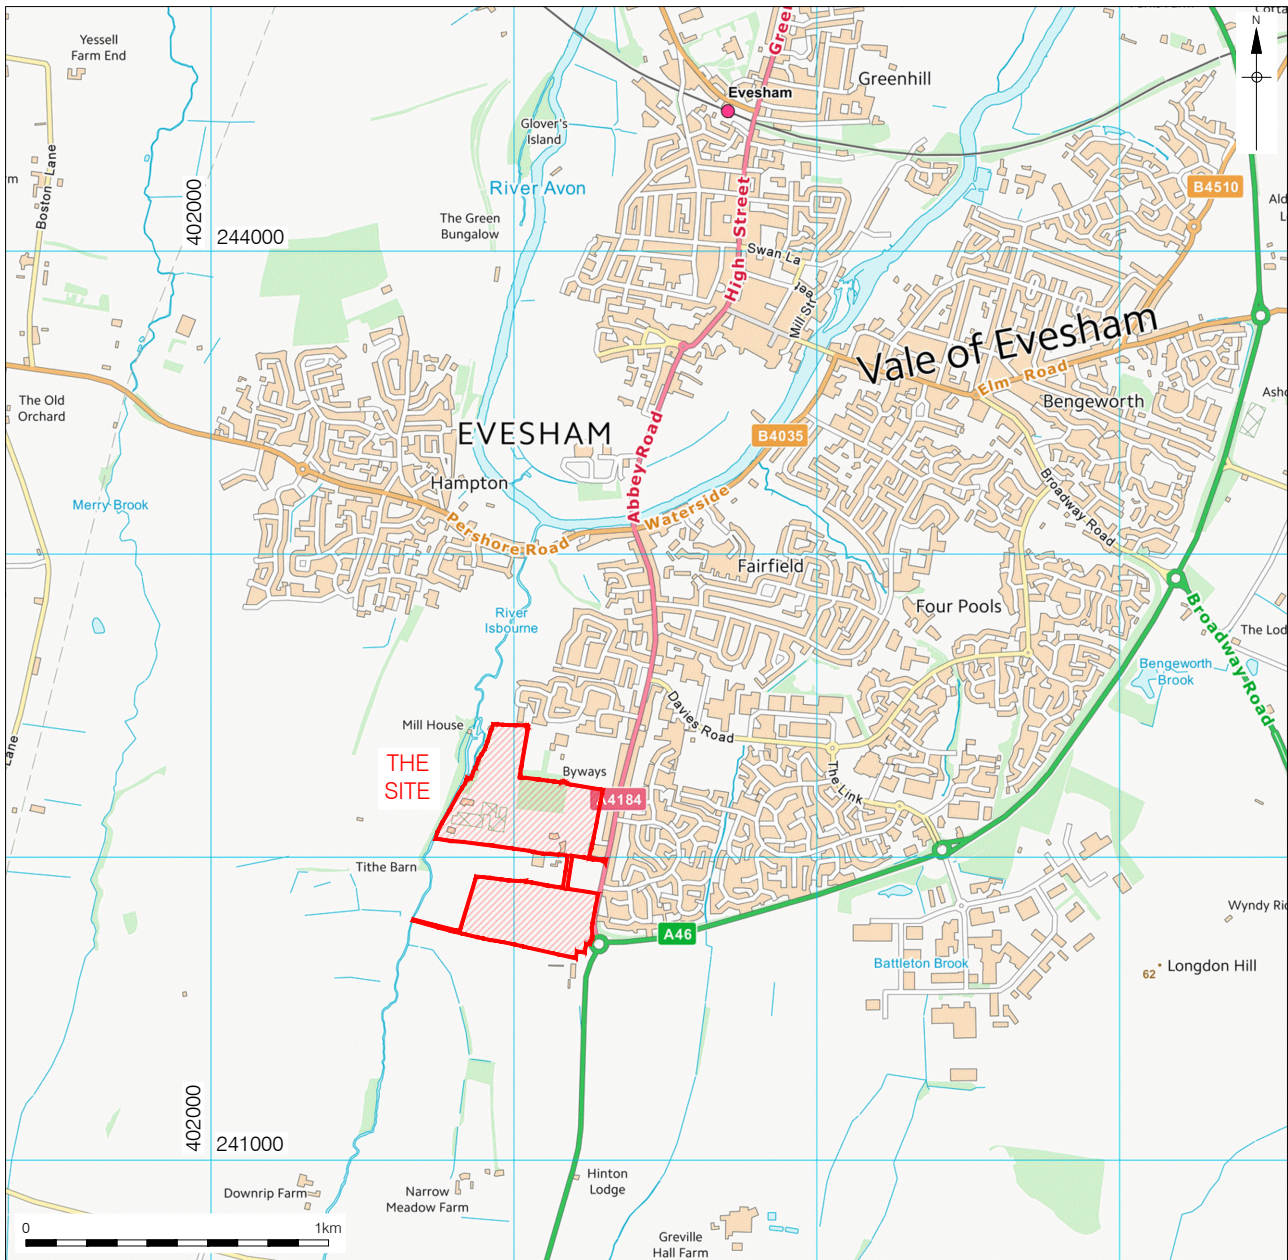 Yessell
Farm End
Boston Lane
402000
244000
Glover's
Island
River Avon
The Green
Bungalow
Evesham
Greenhill
High Street
Swan La
Mill Str
eet
N
B4510
The Old
Orchard
EVESHAM
Hampton
Abbey Road
B4035
Waterside
Pershore Road
Vale of Evesham
Elm Road
Bengeworth
Broadway Road
Merry Brook
River
Isbourne
Fairfield
Four Pools
Broadway Road
Bengeworth
Brook
The Lod
Mill House
Lane
THE
SITE
Byways
A4184
Davies Road
The Link
Tithe Barn
A46
Battleton Brook
62
Longdon Hill
Wyndy Ri
402000
241000
Downrip Farm
Narrow
Meadow Farm
Hinton
Lodge
Greville
Hall Farm
0
1km